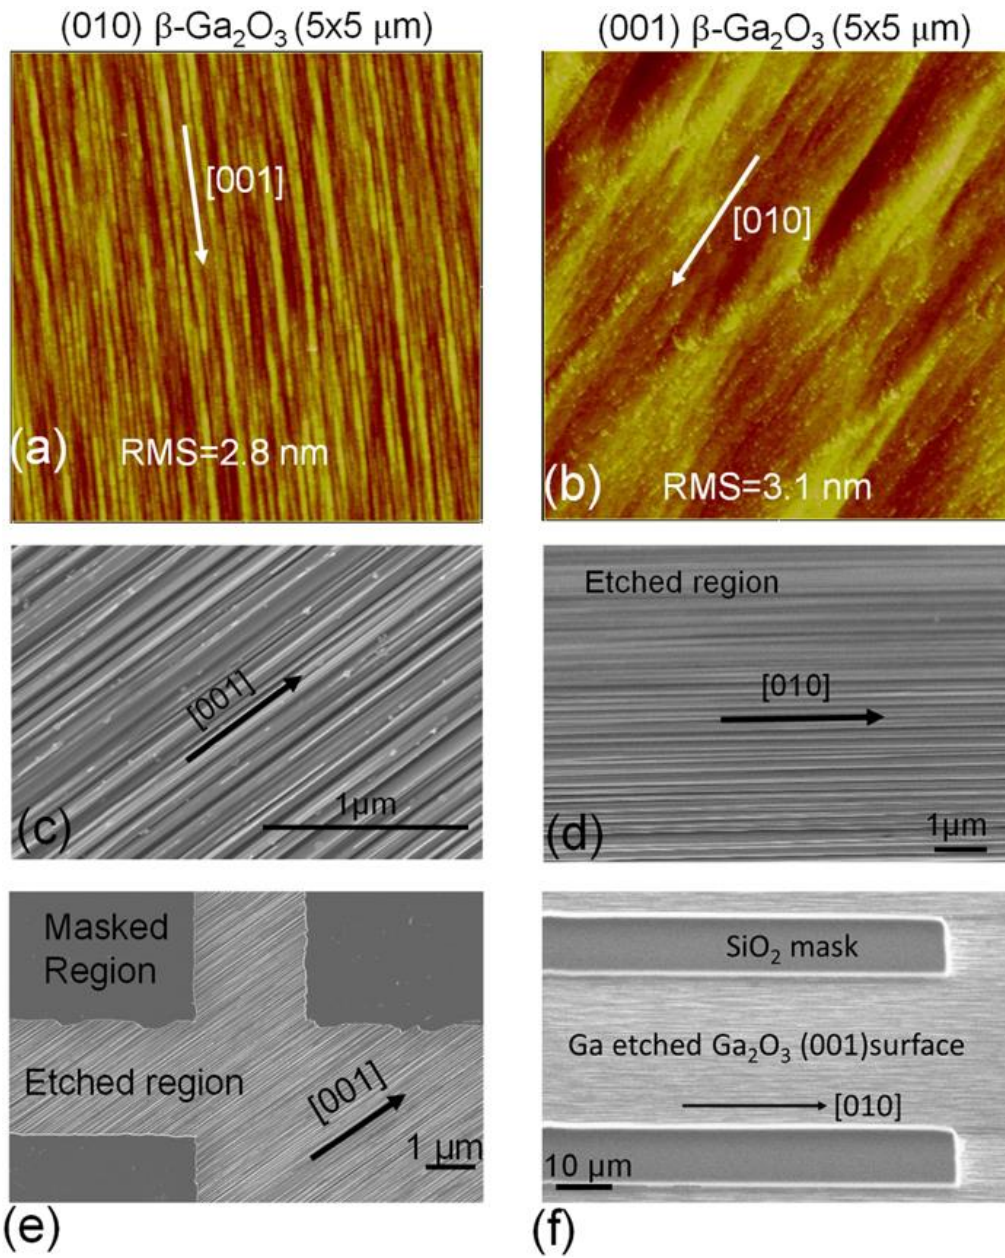 (010) β-Ga₂O₃ (5x5 μm)
(001) β-Ga₂O₃ (5x5 μm)
[001]
[010]
(a)
RMS=2.8 nm
(b)
RMS=3.1 nm
[001]
1μm
(c)
Etched region
[010]
(d)
1μm
Masked
Region
Etched region
[001]
1 μm
(e)
SiO₂ mask
Ga etched Ga₂O₃ (001)surface
[010]
10 μm
(f)